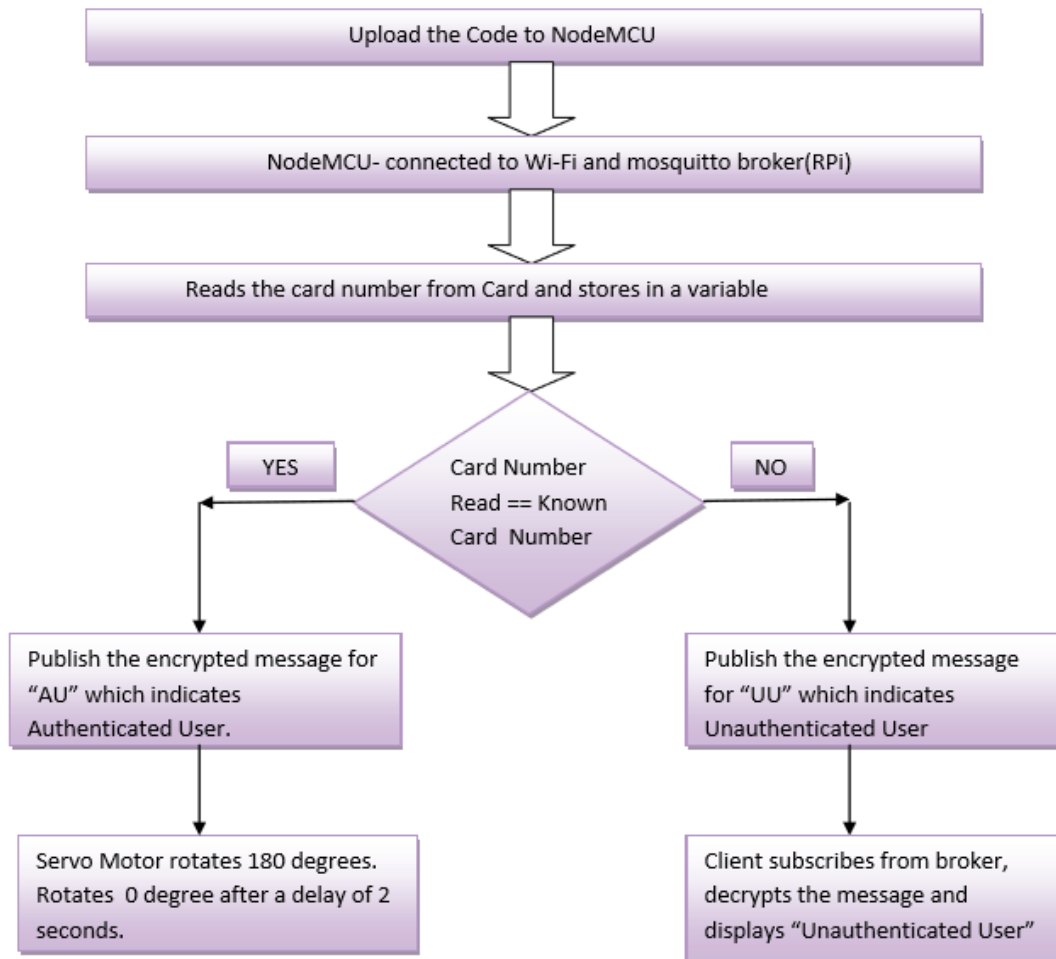 Upload the Code to NodeMCU
NodeMCU- connected to Wi-Fi and mosquitto broker(RPi)
Reads the card number from Card and stores in a variable
YES
Card Number
Read == Known
Card Number
NO
Publish the encrypted message for
“AU” which indicates
Authenticated User.
Publish the encrypted message
for “UU” which indicates
Unauthenticated User
Servo Motor rotates 180 degrees.
Rotates 0 degree after a delay of 2
seconds.
Client subscribes from broker,
decrypts the message and
displays “Unauthenticated User”